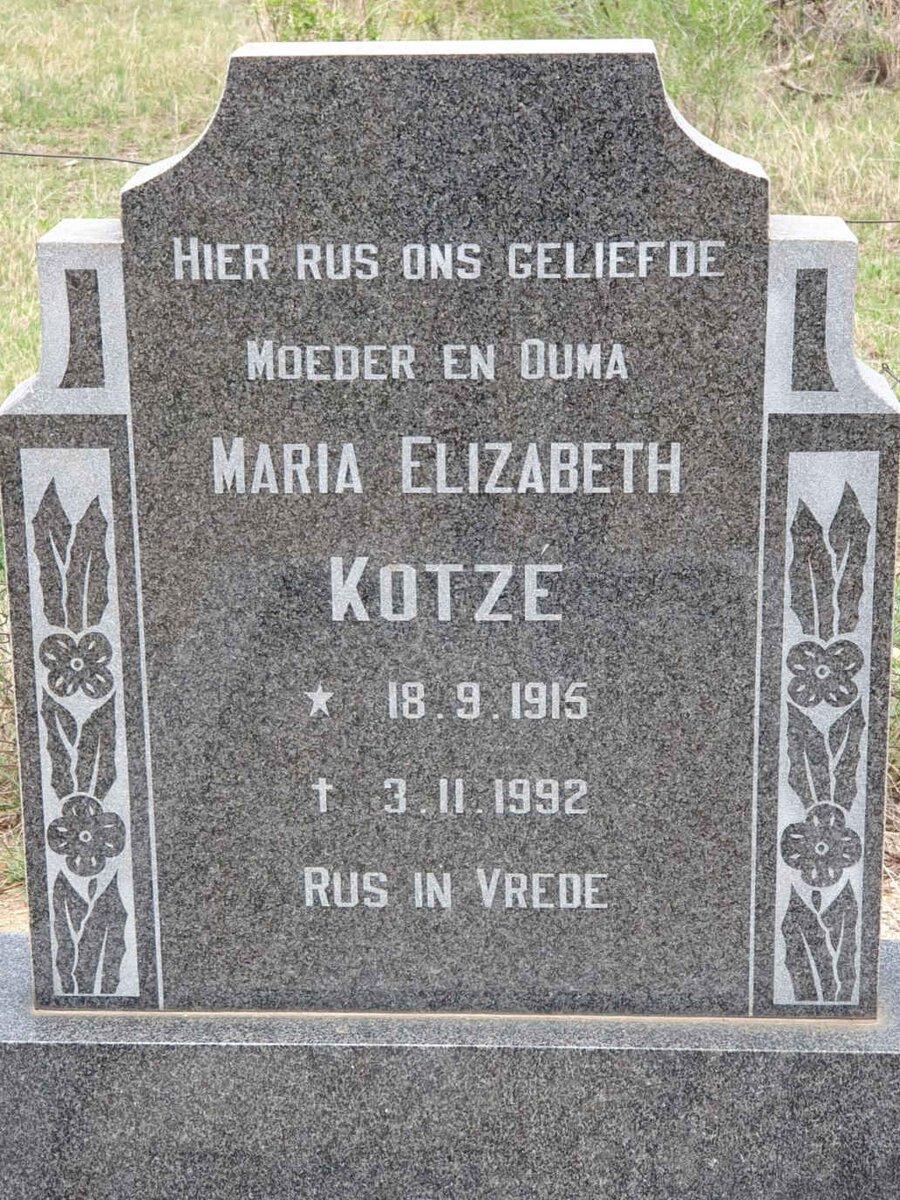 HIER RUS ONS GELIEFDE
MOEDER EN OUMA
MARIA ELIZABETH
KOTZÉ
★ 18.9.1915
† 3.11.1992
RUS IN VREDE